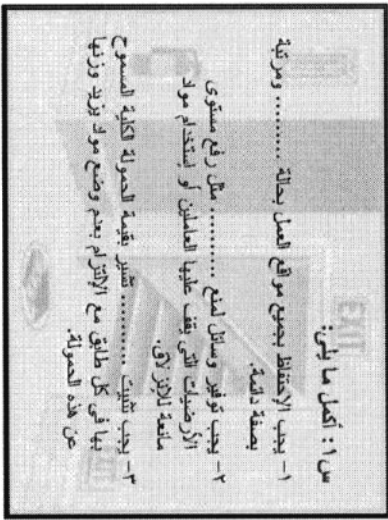 EXIT
س١: أكمل ما يلي:
١- يجب الإحتفاظ بجميع مواقع العمل بحالة ......... ومرتبة
بصفة دائمة.
٢- يجب توفير وسائل لمنع .......... مثل رفع مستوى
الأرضيات التي يقف عليها العاملين أو إستخدام مواد
مانعة للإنزلاق.
٣- يجب تثبيت .......... تشير بقيمة الحمولة الكلية المسموح
بها في كل طابق مع الإلتزام بعدم وضع مواد يزيد وزنها
عن هذه الحمولة.
EXIT